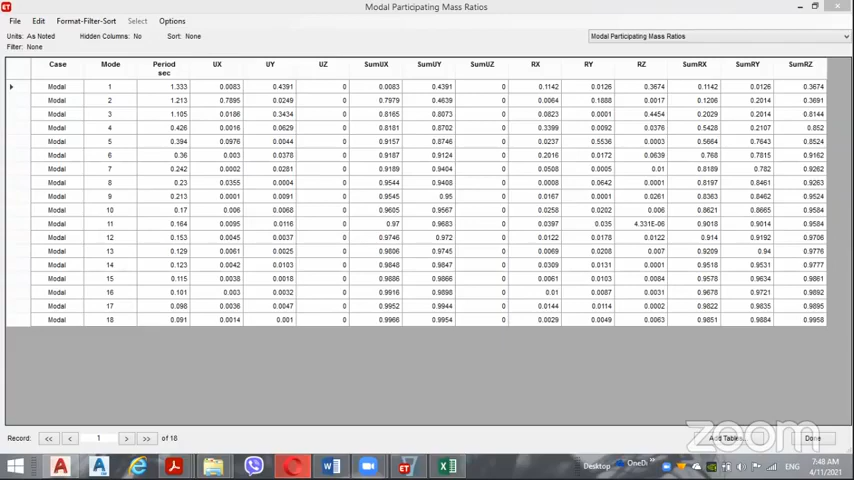 Modal Participating Mass Ratios
File Edit Format-Filter-Sort Select Options
Units: As Noted Hidden Columns: No Sort: None Modal Participating Mass Ratios
Filter: None
Case Mode Period sec UX UY UZ SumUX SumUY SumUZ RX RY RZ SumRX SumRY SumRZ
Modal 1 1.333 0.0083 0.4391 0 0.0083 0.4391 0 0.1142 0.0126 0.3674 0.1142 0.0126 0.3674
Modal 2 1.213 0.7895 0.0249 0 0.7979 0.4639 0 0.0064 0.1888 0.0017 0.1206 0.2014 0.3691
Modal 3 1.105 0.0186 0.3434 0 0.8165 0.8073 0 0.0823 0.0001 0.4454 0.2029 0.2014 0.8144
Modal 4 0.426 0.0016 0.0629 0 0.8181 0.8702 0 0.3399 0.0092 0.0376 0.5428 0.2107 0.852
Modal 5 0.394 0.0976 0.0044 0 0.9157 0.8746 0 0.0237 0.5536 0.0003 0.5664 0.7643 0.8524
Modal 6 0.36 0.003 0.0378 0 0.9187 0.9124 0 0.2016 0.0172 0.0639 0.768 0.7815 0.9162
Modal 7 0.242 0.0002 0.0281 0 0.9189 0.9404 0 0.0508 0.0005 0.01 0.8189 0.782 0.9262
Modal 8 0.23 0.0355 0.0004 0 0.9544 0.9408 0 0.0008 0.0642 0.0001 0.8197 0.8461 0.9263
Modal 9 0.213 0.0001 0.0091 0 0.9545 0.95 0 0.0167 0.0001 0.0261 0.8363 0.8462 0.9524
Modal 10 0.17 0.006 0.0068 0 0.9605 0.9567 0 0.0258 0.0202 0.006 0.8621 0.8665 0.9584
Modal 11 0.164 0.0095 0.0116 0 0.97 0.9683 0 0.0397 0.035 4.331E-06 0.9018 0.9014 0.9584
Modal 12 0.153 0.0045 0.0037 0 0.9746 0.972 0 0.0122 0.0178 0.0122 0.914 0.9192 0.9706
Modal 13 0.129 0.0061 0.0025 0 0.9806 0.9745 0 0.0069 0.0208 0.007 0.9209 0.94 0.9776
Modal 14 0.123 0.0042 0.0103 0 0.9848 0.9847 0 0.0309 0.0131 0.0001 0.9518 0.9531 0.9777
Modal 15 0.115 0.0038 0.0018 0 0.9886 0.9866 0 0.0061 0.0103 0.0084 0.9578 0.9634 0.9861
Modal 16 0.101 0.003 0.0032 0 0.9916 0.9898 0 0.01 0.0087 0.0031 0.9678 0.9721 0.9892
Modal 17 0.098 0.0036 0.0047 0 0.9952 0.9944 0 0.0144 0.0114 0.0002 0.9822 0.9835 0.9895
Modal 18 0.091 0.0014 0.001 0 0.9966 0.9954 0 0.0029 0.0049 0.0063 0.9851 0.9884 0.9958
Record: << < 1 > >> of 18 Add Tables... Done
zoom
Desktop OneDi ENG 7:48 AM
4/11/2021